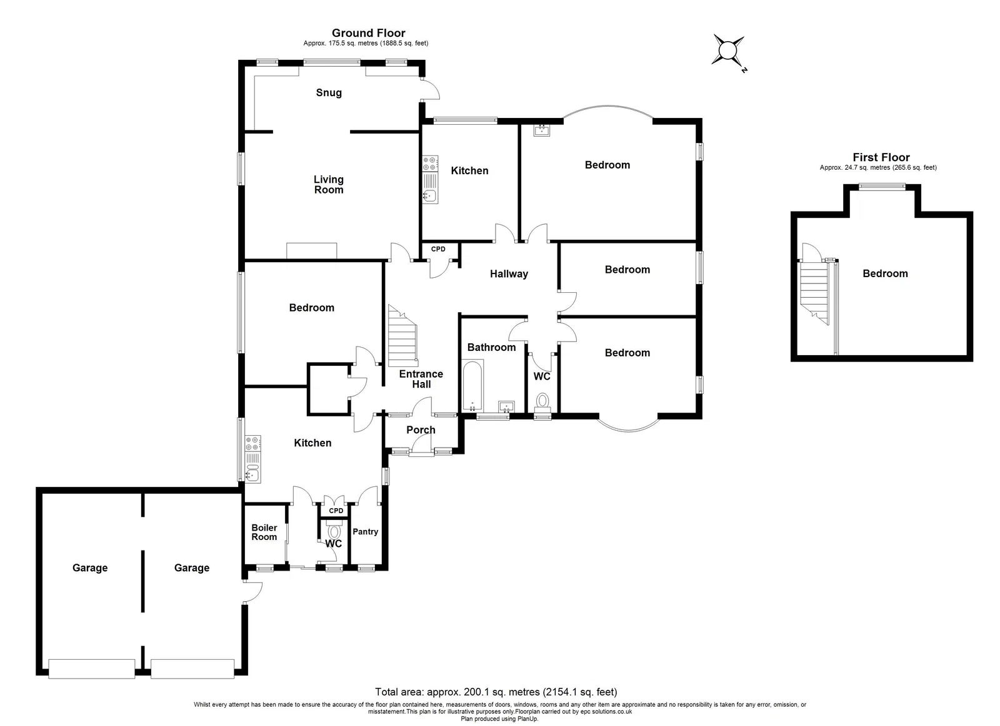 Ground Floor
Approx. 175.5 sq. metres (1888.5 sq. feet)
N
Snug
Living
Room
Kitchen
Bedroom
First Floor
Approx. 24.7 sq. metres (265.6 sq. feet)
Bedroom
CPD
Hallway
Bedroom
Bedroom
Bathroom
WC
Bedroom
Entrance
Hall
Porch
Kitchen
CPD
Boiler
Room
WC
Pantry
Garage
Garage
Total area: approx. 200.1 sq. metres (2154.1 sq. feet)
Whilst every attempt has been made to ensure the accuracy of the floor plan contained here, measurements of doors, windows, rooms and any other item are approximate and no responsibility is taken for any error, omission, or
misstatement.This plan is for illustrative purposes only.Floorplan carried out by epc solutions.co.uk
Plan produced using PlanUp.